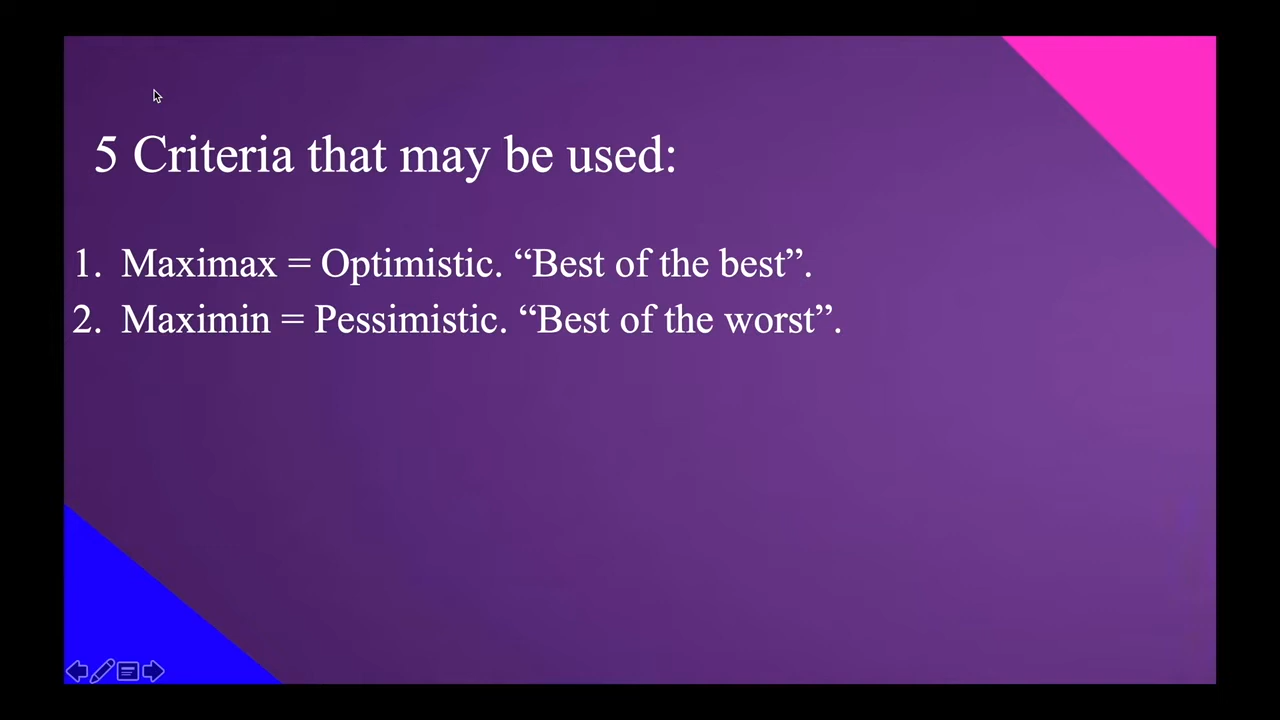 5 Criteria that may be used:
1. Maximax = Optimistic. “Best of the best”.
2. Maximin = Pessimistic. “Best of the worst”.